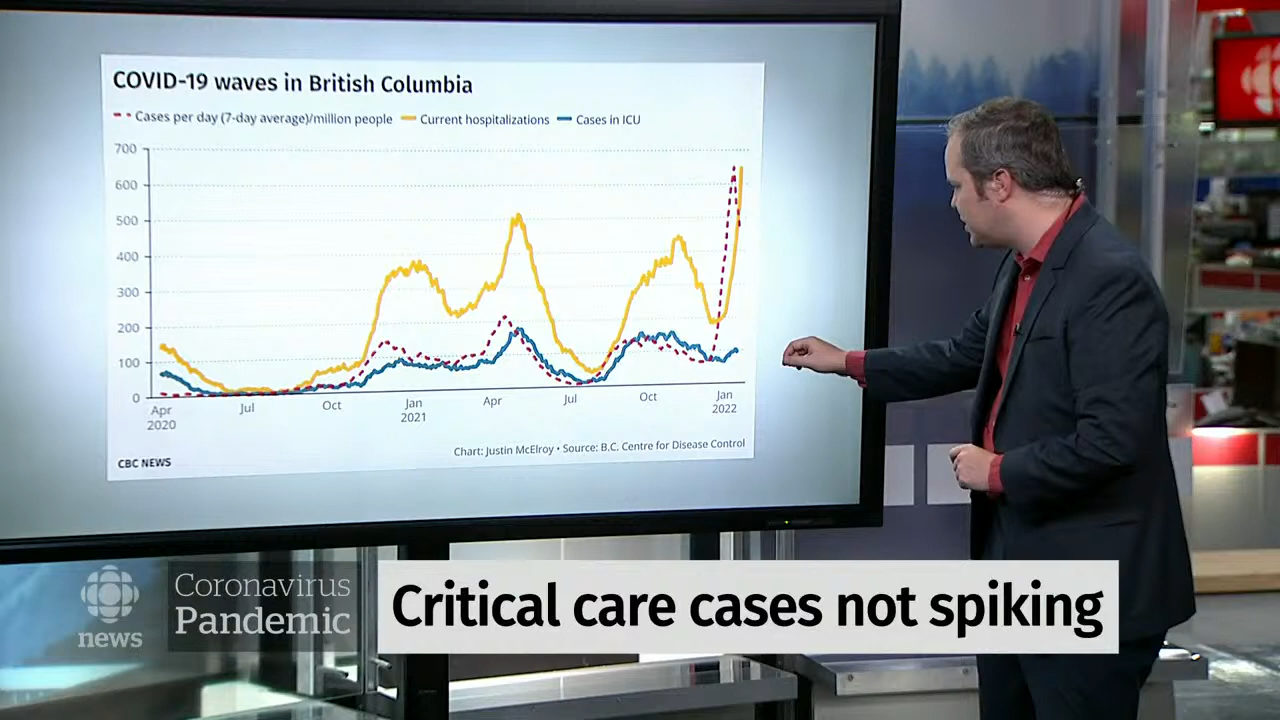 COVID-19 waves in British Columbia
Cases per day (7-day average)/million people Current hospitalizations Cases in ICU
700
600
500
400
300
200
100
0
Apr Jul Oct Jan Apr Jul Oct Jan
2020 2021 2022
Chart: Justin McElroy • Source: B.C. Centre for Disease Control
CBC NEWS
news
Coronavirus
Pandemic
Critical care cases not spiking